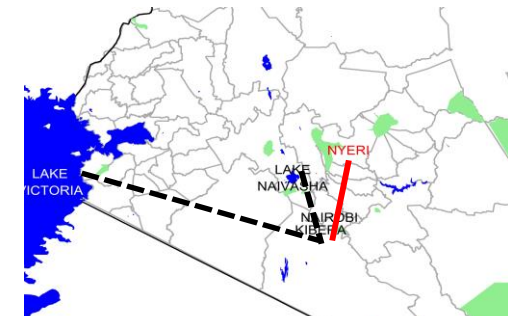 NYERI
LAKE
NAIVASHA
LAKE
VICTORIA
NAIROBI
KIBERA